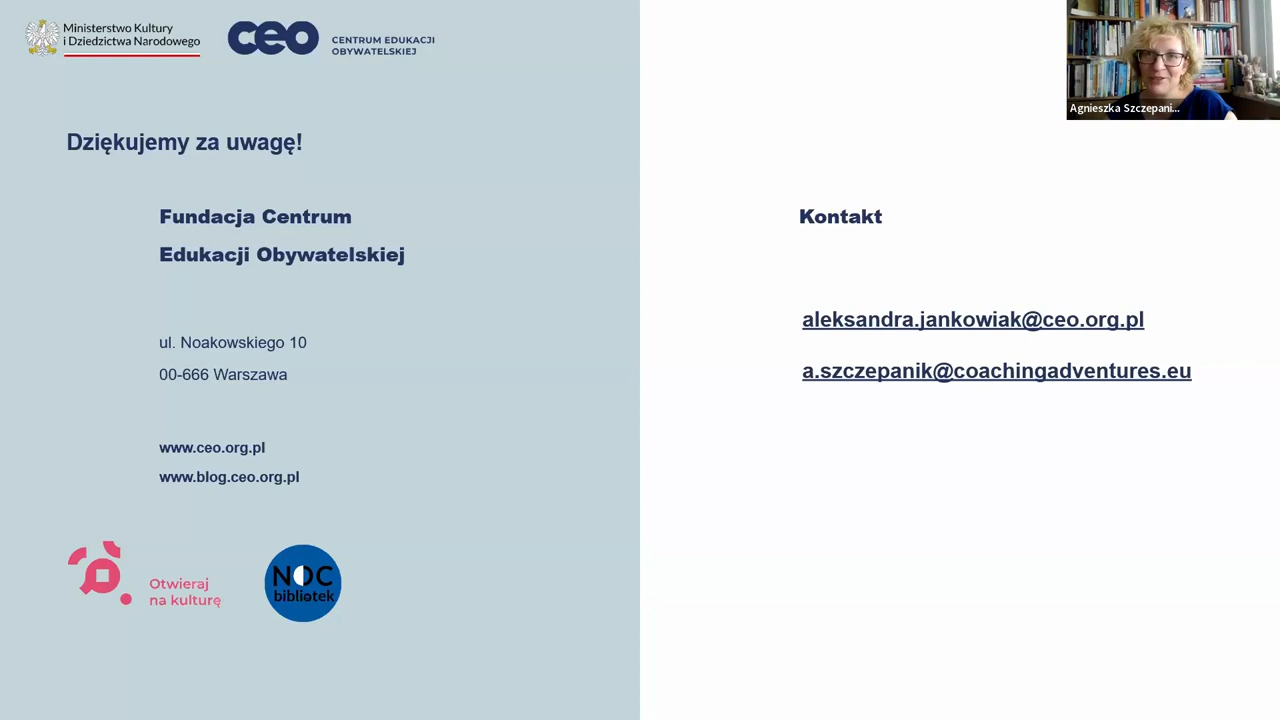 Ministerstwo Kultury
i Dziedzictwa Narodowego
ceo
CENTRUM EDUKACJI
OBYWATELSKIEJ
Dziękujemy za uwagę!
Fundacja Centrum
Edukacji Obywatelskiej
ul. Noakowskiego 10
00-666 Warszawa
www.ceo.org.pl
www.blog.ceo.org.pl
Otwieraj
na kulturę
NOC
bibliotek
Agnieszka Szczepani...
Kontakt
aleksandra.jankowiak@ceo.org.pl
a.szczepanik@coachingadventures.eu